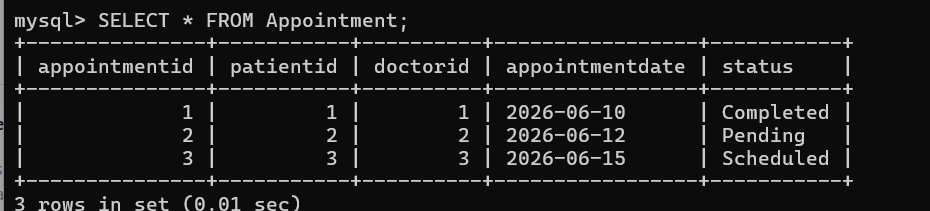 mysql> SELECT * FROM Appointment;
+--------------+-----------+----------+-----------------+-----------+
| appointmentid | patientid | doctorid | appointmentdate | status    |
+--------------+-----------+----------+-----------------+-----------+
|             1 |         1 |        1 | 2026-06-10      | Completed |
|             2 |         2 |        2 | 2026-06-12      | Pending   |
|             3 |         3 |        3 | 2026-06-15      | Scheduled |
+--------------+-----------+----------+-----------------+-----------+
3 rows in set (0.01 sec)